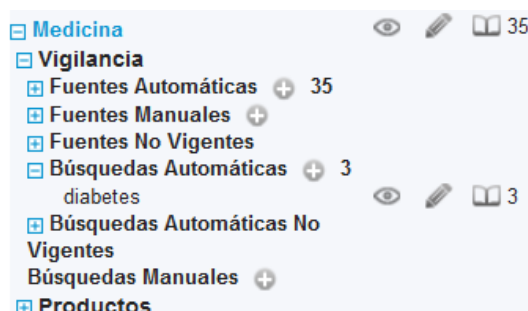 Medicina 35
Vigilancia
Fuentes Automáticas 35
Fuentes Manuales
Fuentes No Vigentes
Búsquedas Automáticas 3
diabetes 3
Búsquedas Automáticas No
Vigentes
Búsquedas Manuales
Productos